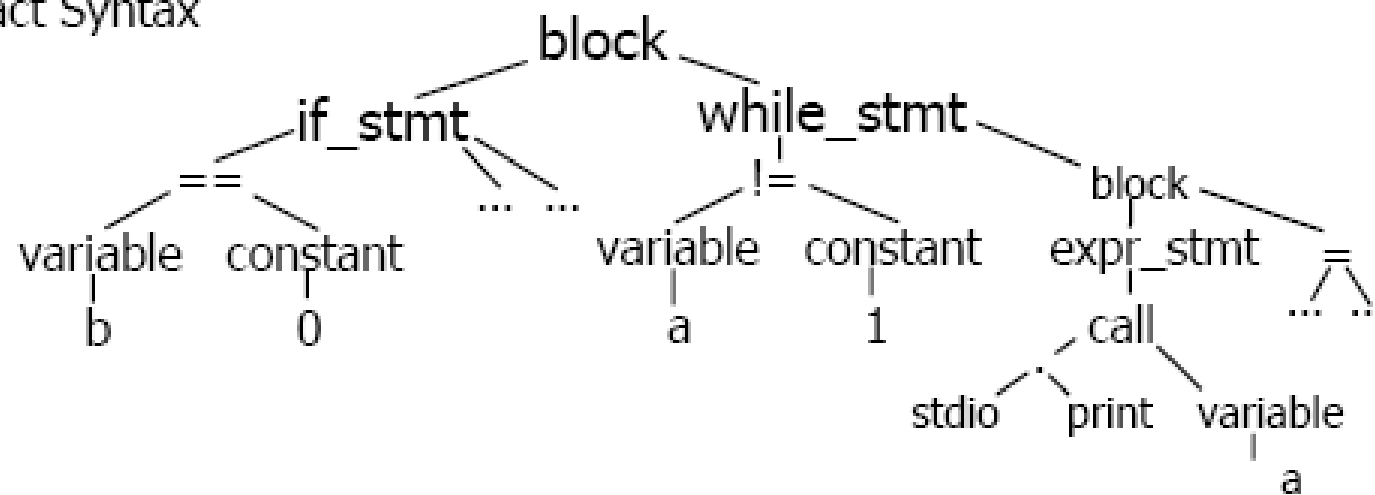 act Syntax
block
if_stmt while_stmt
== != block
... ...
variable constant variable constant expr_stmt =
b 0 a 1 call ... ..
.
stdio print variable
a